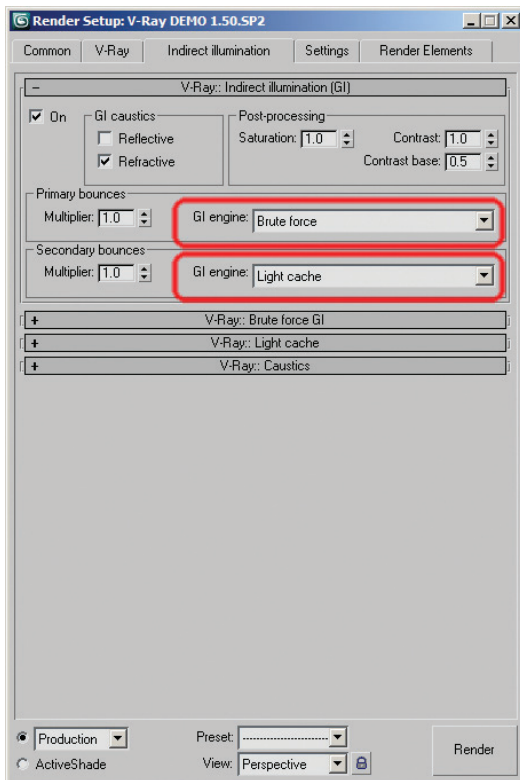 Render Setup: V-Ray DEMO 1.50.SP2
Common V-Ray Indirect illumination Settings Render Elements
V-Ray:: Indirect illumination (GI)
On
GI caustics
Reflective
Refractive
Post-processing
Saturation: 1.0 Contrast: 1.0
Contrast base: 0.5
Primary bounces
Multiplier: 1.0 GI engine: Brute force
Secondary bounces
Multiplier: 1.0 GI engine: Light cache
+ V-Ray:: Brute force GI
+ V-Ray:: Light cache
+ V-Ray:: Caustics
Production Preset: -----------------------
ActiveShade View: Perspective
Render